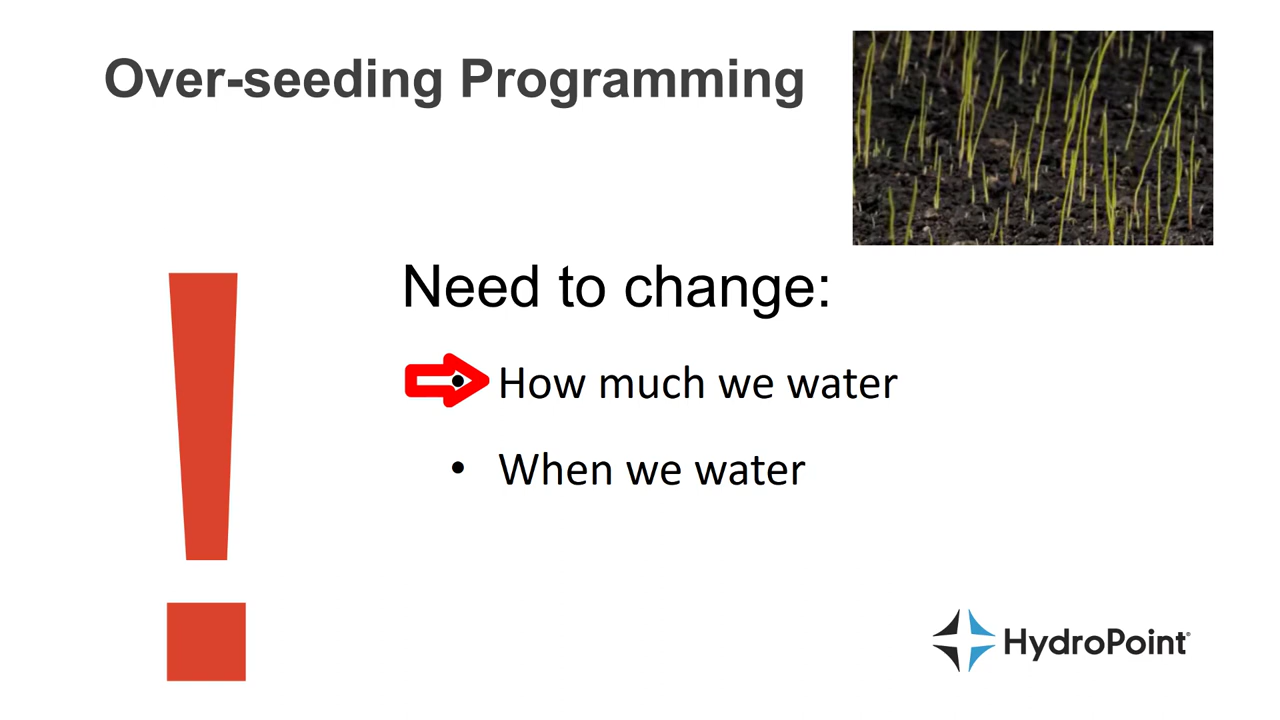 Over-seeding Programming
Need to change:
• How much we water
• When we water
HydroPoint®